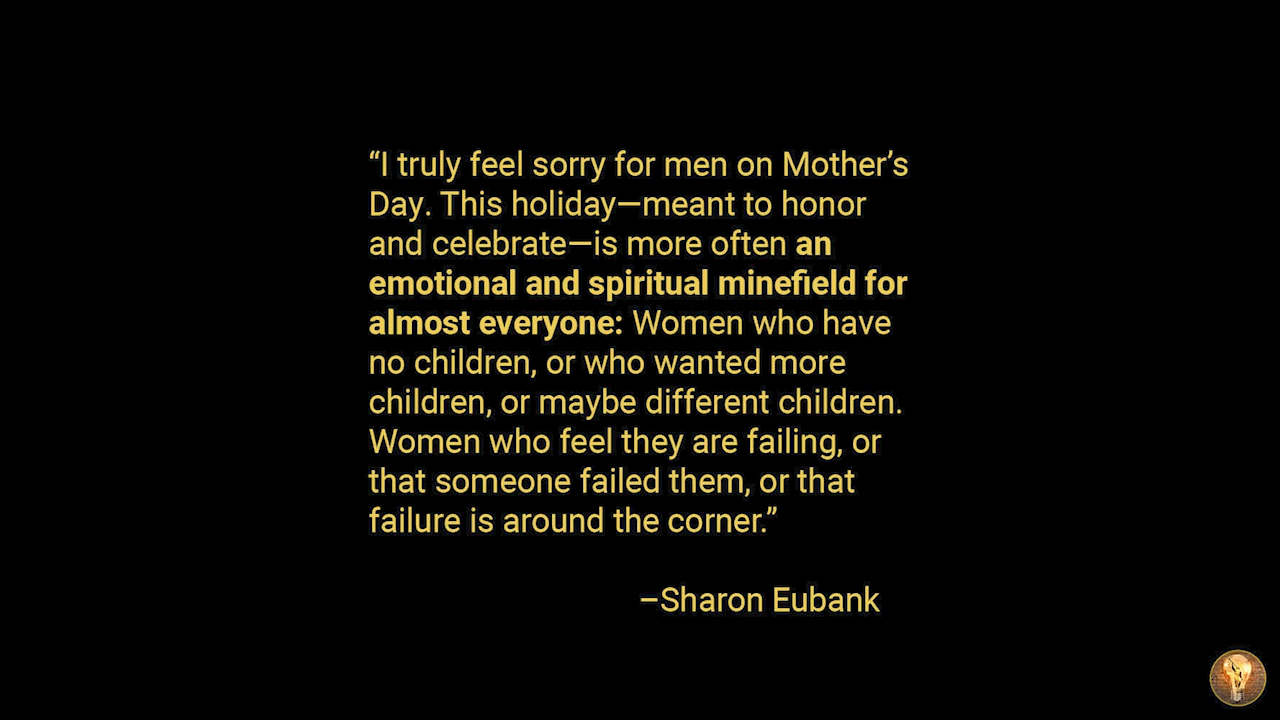 “I truly feel sorry for men on Mother’s
Day. This holiday—meant to honor
and celebrate—is more often an
emotional and spiritual minefield for
almost everyone: Women who have
no children, or who wanted more
children, or maybe different children.
Women who feel they are failing, or
that someone failed them, or that
failure is around the corner.”
–Sharon Eubank